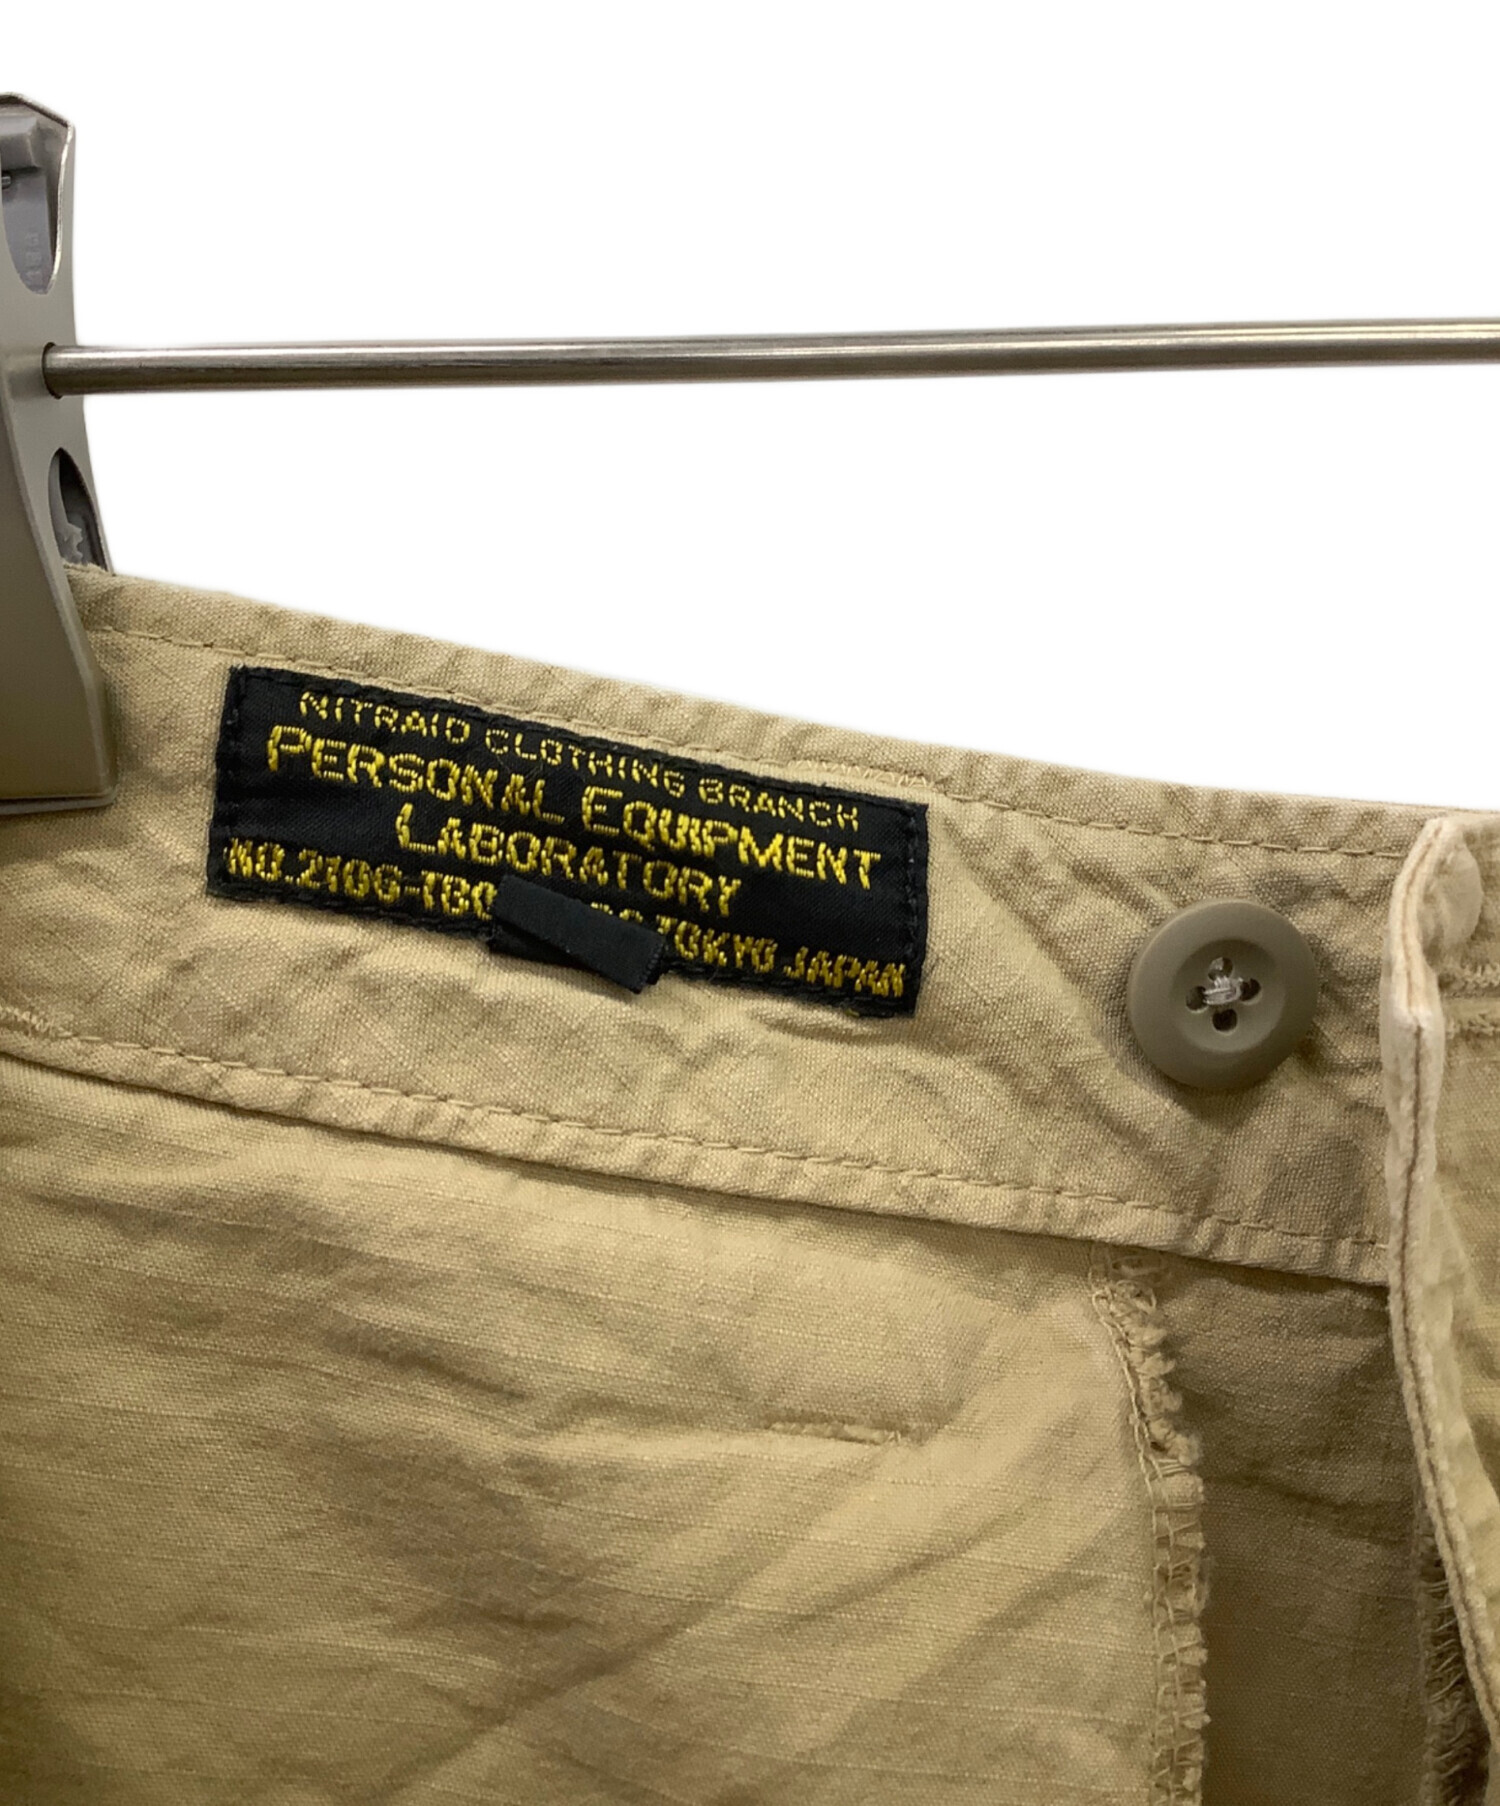 NITRAID CLOTHING BRANCH
PERSONAL EQUIPMENT
LABORATORY
TOKYO JAPAN